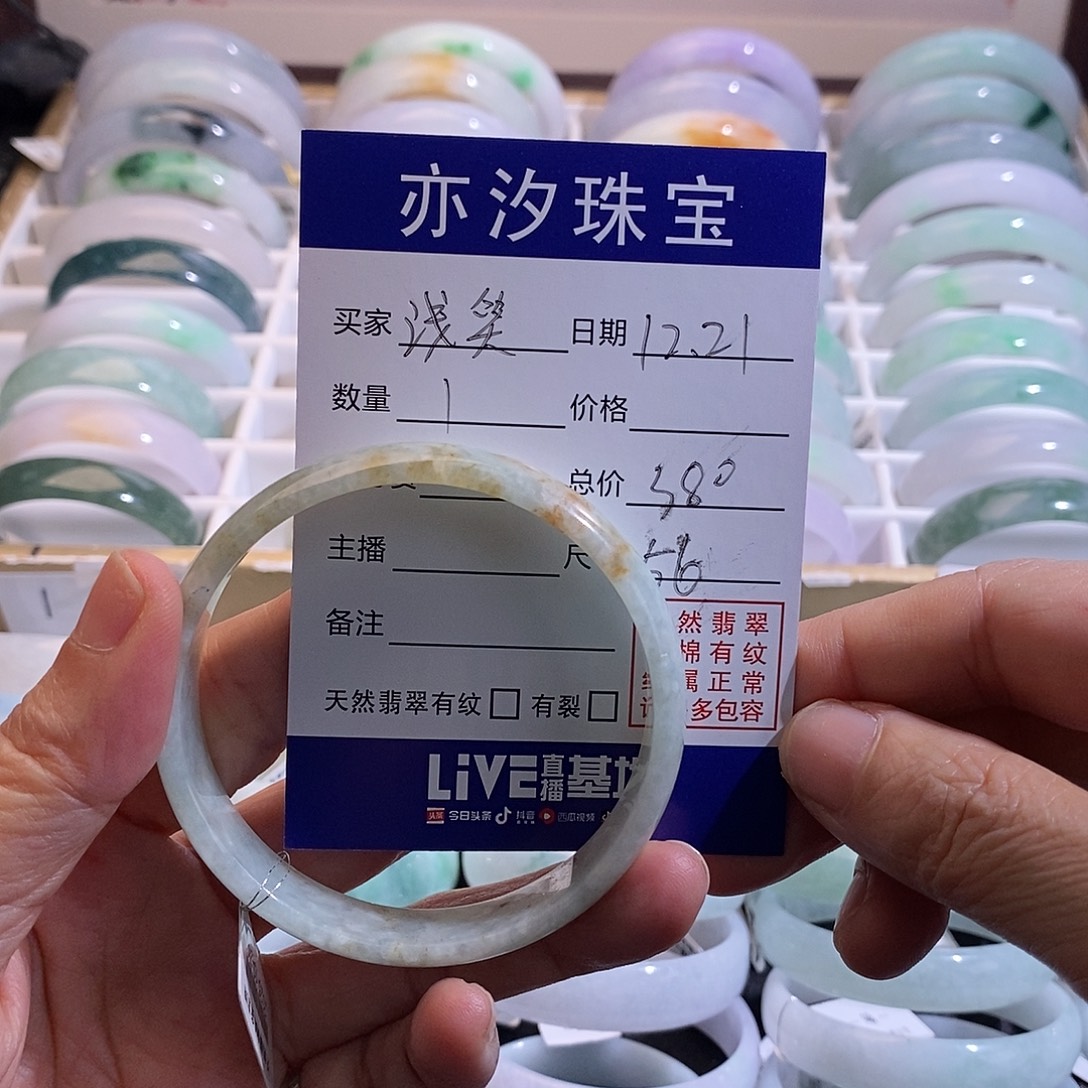 亦汐珠宝
买家 浅笑 日期 12.21
数量 1 价格
总价 380
主播 尺 56
备注
然翡翠
棉有纹
属正常
多包容
天然翡翠有纹 有裂
LiVE直播基
头条 今日头条 抖音 西瓜视频